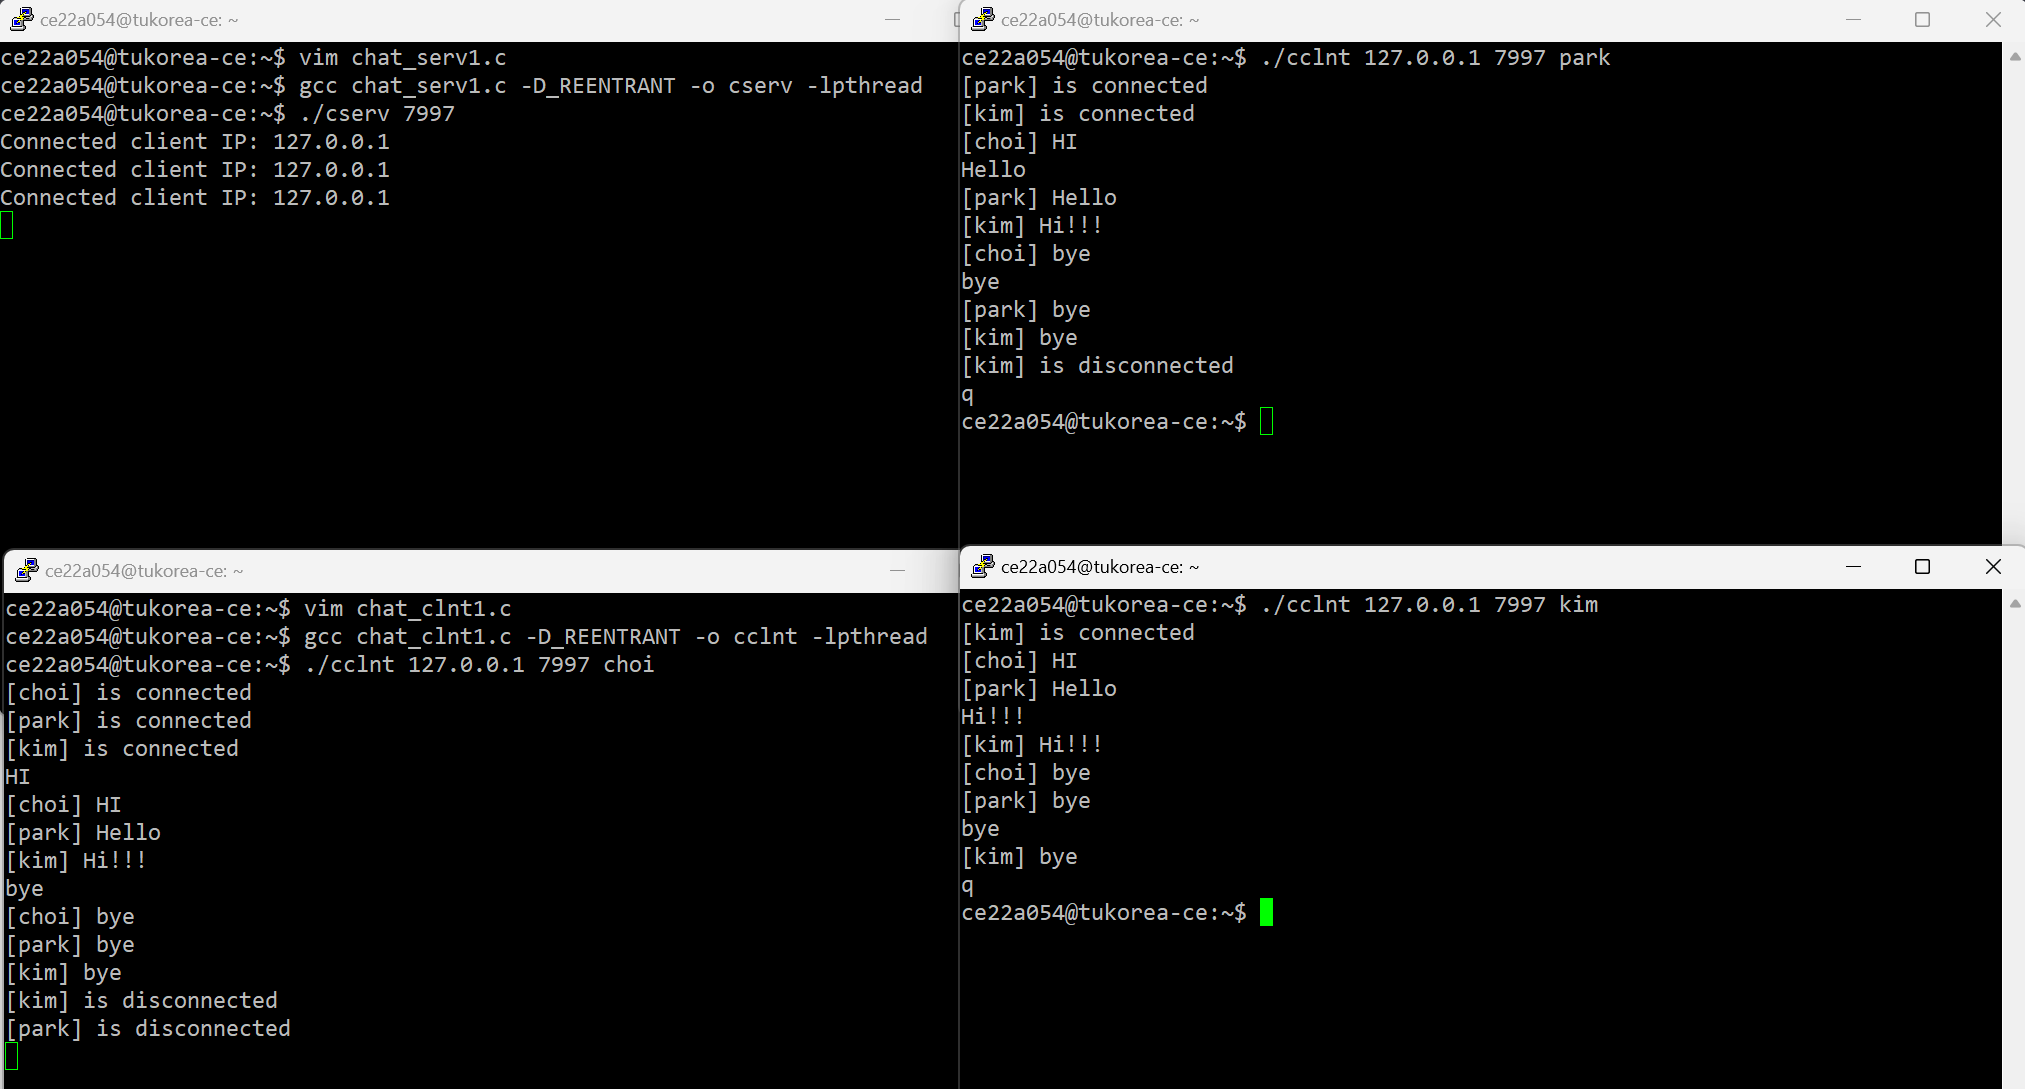 ce22a054@tukorea-ce: ~
ce22a054@tukorea-ce:~$ vim chat_serv1.c
ce22a054@tukorea-ce:~$ gcc chat_serv1.c -D_REENTRANT -o cserv -lpthread
ce22a054@tukorea-ce:~$ ./cserv 7997
Connected client IP: 127.0.0.1
Connected client IP: 127.0.0.1
Connected client IP: 127.0.0.1
ce22a054@tukorea-ce: ~
ce22a054@tukorea-ce:~$ ./cclnt 127.0.0.1 7997 park
[park] is connected
[kim] is connected
[choi] HI
Hello
[park] Hello
[kim] Hi!!!
[choi] bye
bye
[park] bye
[kim] bye
[kim] is disconnected
q
ce22a054@tukorea-ce:~$
ce22a054@tukorea-ce: ~
ce22a054@tukorea-ce:~$ vim chat_clnt1.c
ce22a054@tukorea-ce:~$ gcc chat_clnt1.c -D_REENTRANT -o cclnt -lpthread
ce22a054@tukorea-ce:~$ ./cclnt 127.0.0.1 7997 choi
[choi] is connected
[park] is connected
[kim] is connected
HI
[choi] HI
[park] Hello
[kim] Hi!!!
bye
[choi] bye
[park] bye
[kim] bye
[kim] is disconnected
[park] is disconnected
ce22a054@tukorea-ce: ~
ce22a054@tukorea-ce:~$ ./cclnt 127.0.0.1 7997 kim
[kim] is connected
[choi] HI
[park] Hello
Hi!!!
[kim] Hi!!!
[choi] bye
[park] bye
bye
[kim] bye
q
ce22a054@tukorea-ce:~$